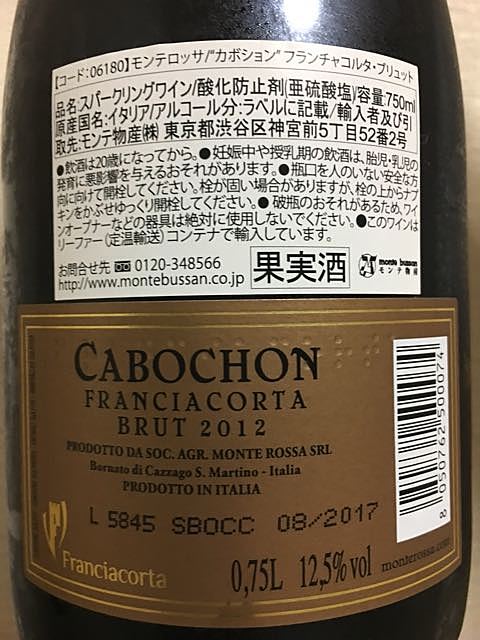 【コード:06180】モンテロッサ/"カボション" フランチャコルタ・ブリュット
品名:スパークリングワイン/酸化防止剤(亜硫酸塩)/容量:750ml
原産国名:イタリア/アルコール分:ラベルに記載/輸入者及び引
取先:モンテ物産㈱ 東京都渋谷区神宮前5丁目52番2号
●飲酒は20歳になってから。●妊娠中や授乳期の飲酒は、胎児・乳児の
発育に悪影響を与えるおそれがあります。●瓶口を人のいない安全な方
向に向けて開栓してください。栓が固い場合がありますが、栓の上からナプ
キンをかぶせゆっくり開栓してください。● 破瓶のおそれがあるため、ワイ
ンオープナーなどの器具は絶対に使用しないでください。●このワインは
リーファー(定温輸送)コンテナで輸入しています。
お問合せ先 0120-348566
http://www.montebussan.co.jp
果実酒
monte bussan
モンテ物産
CABOCHON
FRANCIACORTA
BRUT 2012
PRODOTTO DA SOC. AGR. MONTE ROSSA SRL
Bornato di Cazzago S. Martino - Italia
PRODOTTO IN ITALIA
L 5845 SBOCC 08/2017
Franciacorta
0,75L 12,5% vol
monterossa.com
8 050762 500074